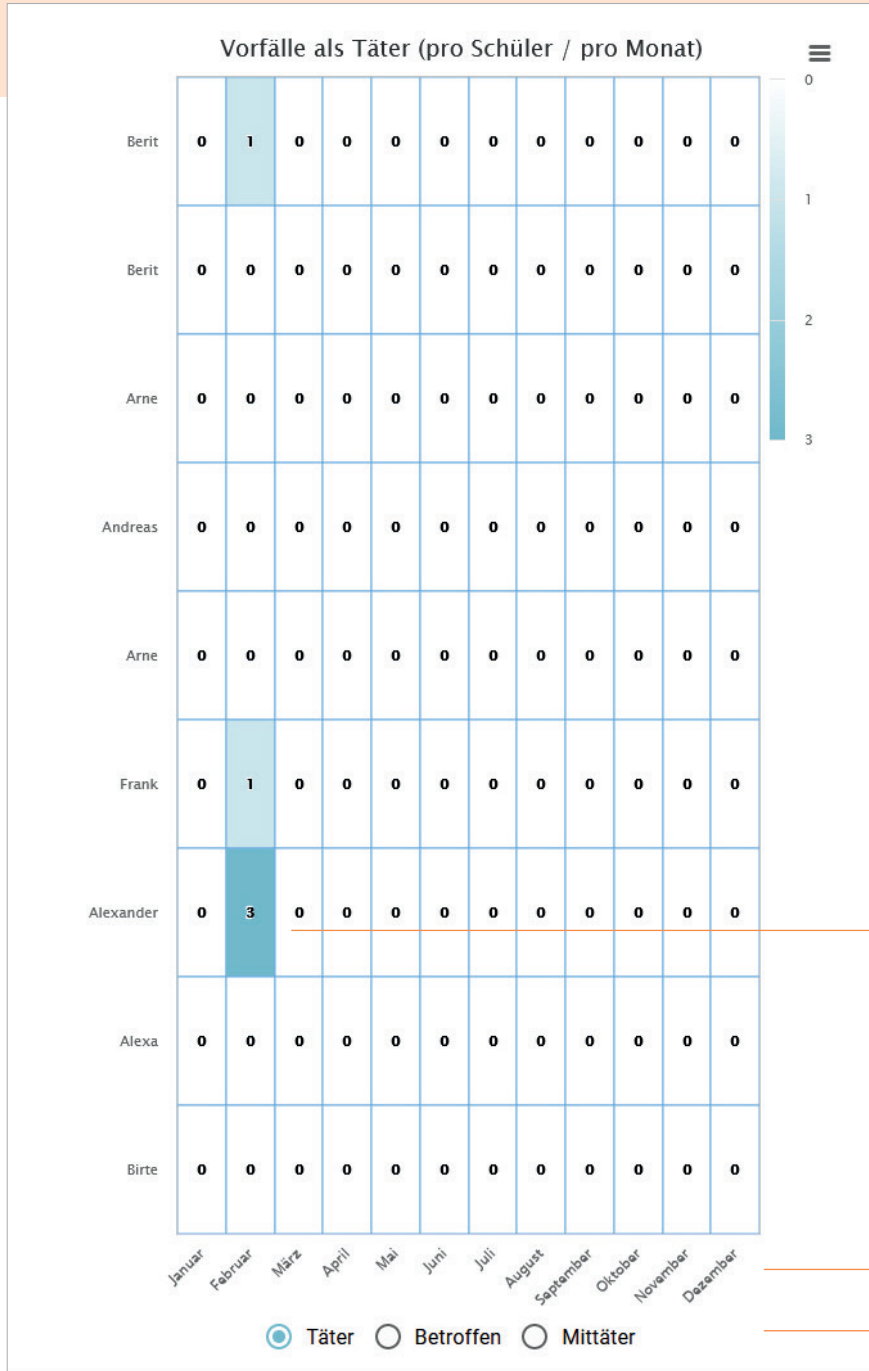 Vorfälle als Täter (pro Schüler / pro Monat)
0
1
2
3
Berit 0 1 0 0 0 0 0 0 0 0 0 0
Berit 0 0 0 0 0 0 0 0 0 0 0 0
Arne 0 0 0 0 0 0 0 0 0 0 0 0
Andreas 0 0 0 0 0 0 0 0 0 0 0 0
Arne 0 0 0 0 0 0 0 0 0 0 0 0
Frank 0 1 0 0 0 0 0 0 0 0 0 0
Alexander 0 3 0 0 0 0 0 0 0 0 0 0
Alexa 0 0 0 0 0 0 0 0 0 0 0 0
Birte 0 0 0 0 0 0 0 0 0 0 0 0
Januar Februar März April Mai Juni Juli August September Oktober November Dezember
Täter Betroffen Mittäter